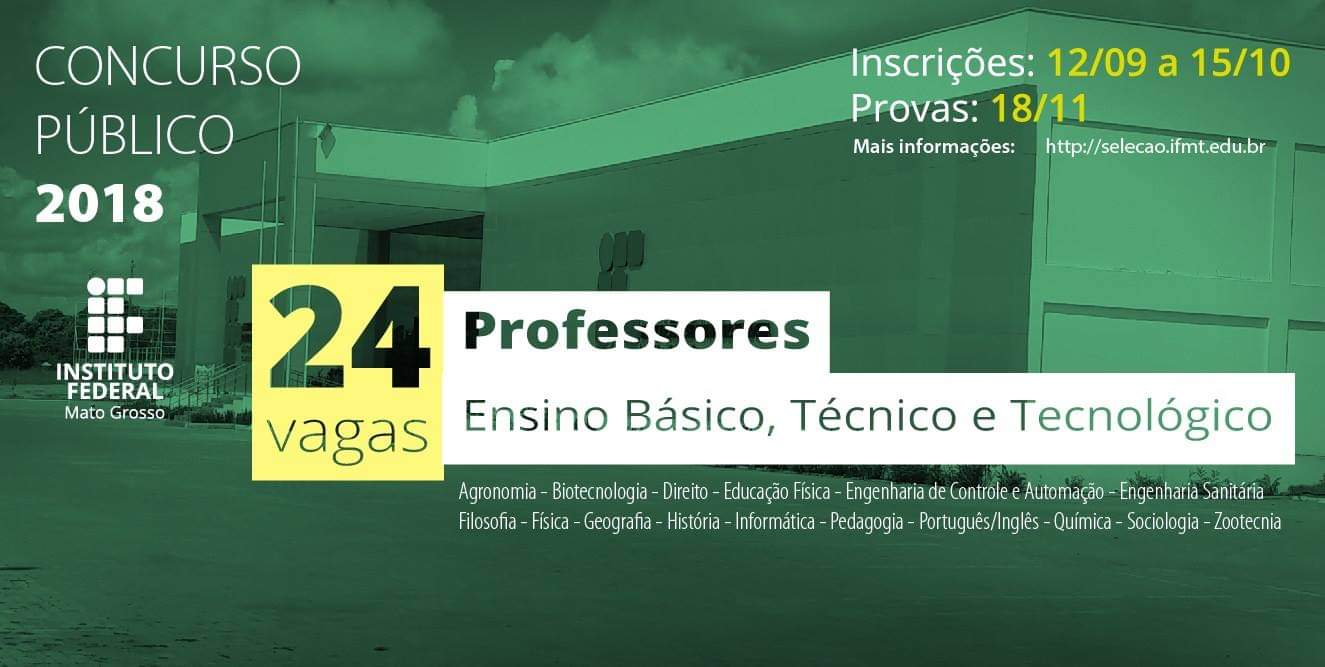 CONCURSO
PÚBLICO
2018
Inscrições: 12/09 a 15/10
Provas: 18/11
Mais informações: http://selecao.ifmt.edu.br
INSTITUTO
FEDERAL
Mato Grosso
24
vagas
Professores
Ensino Básico, Técnico e Tecnológico
Agronomia - Biotecnologia - Direito - Educação Física - Engenharia de Controle e Automação - Engenharia Sanitária
Filosofia - Física - Geografia - História - Informática - Pedagogia - Português/Inglês - Química - Sociologia - Zootecnia